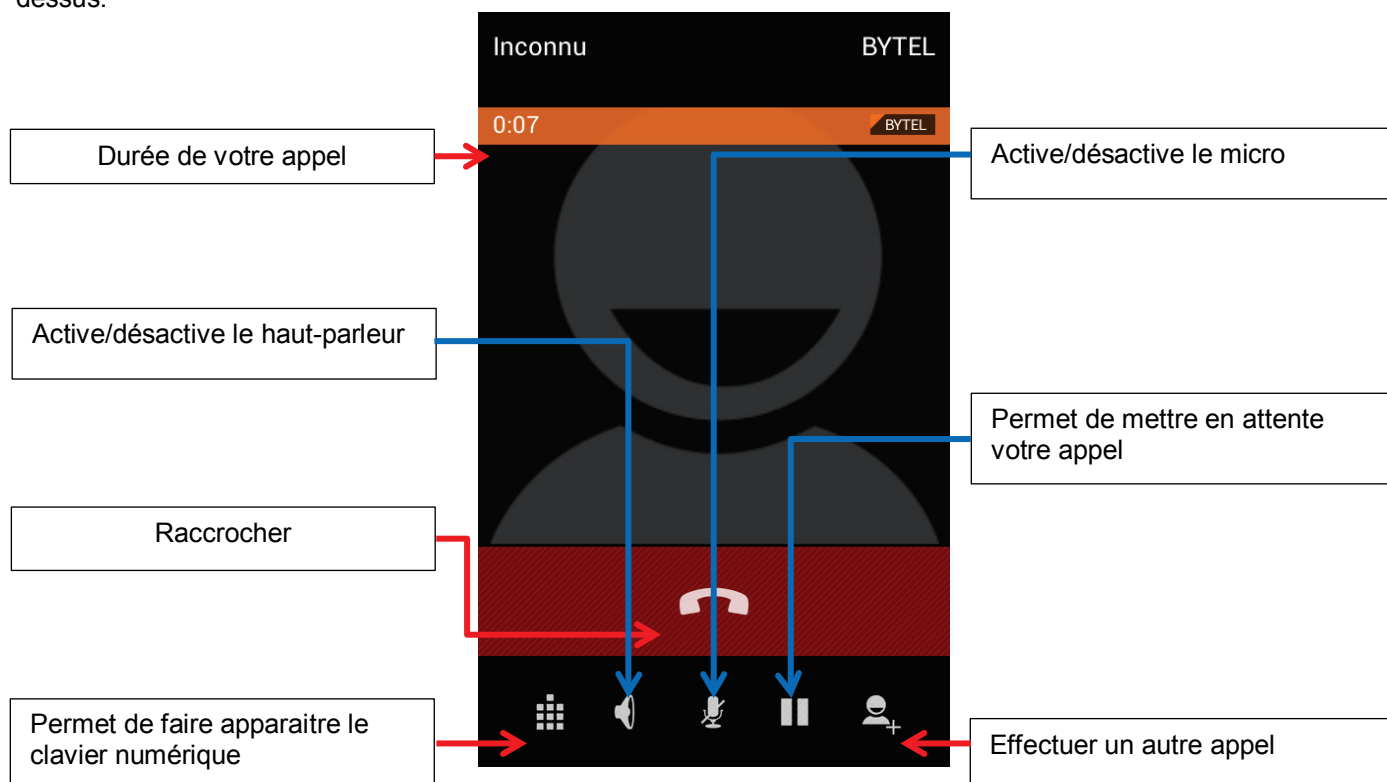 dessus.
Inconnu
BYTEL
0:07
BYTEL
Durée de votre appel
Active/désactive le micro
Active/désactive le haut-parleur
Permet de mettre en attente
votre appel
Raccrocher
Permet de faire apparaitre le
clavier numérique
Effectuer un autre appel